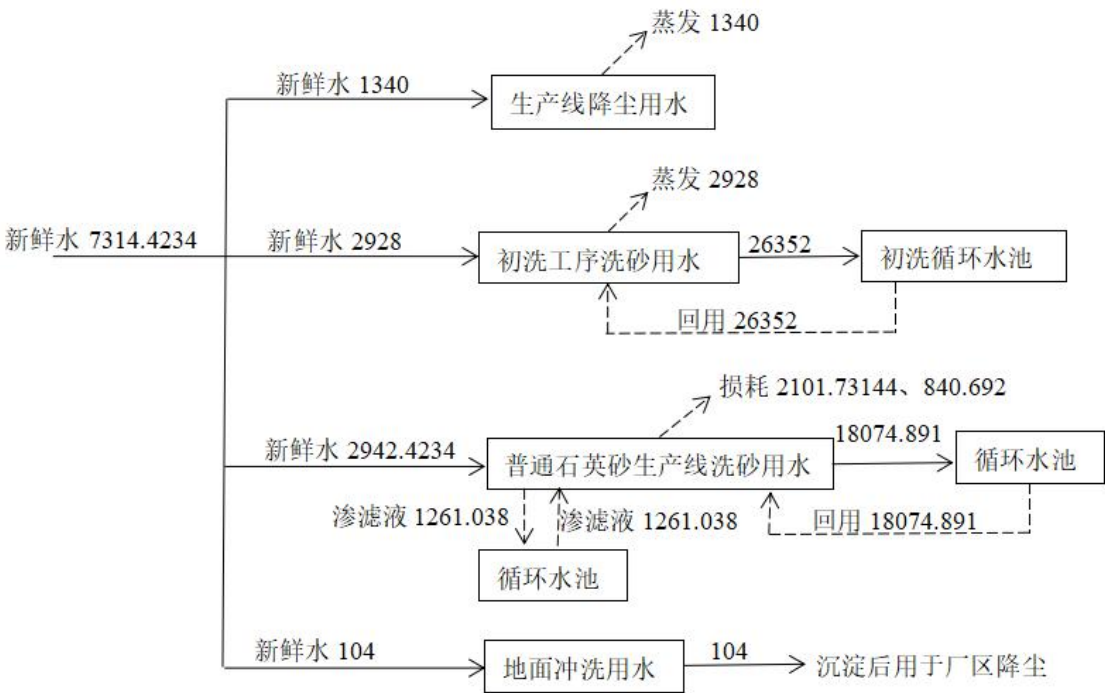 蒸发 1340
新鲜水 1340
生产线降尘用水
蒸发 2928
新鲜水 7314.4234
新鲜水 2928
初洗工序洗砂用水
26352
初洗循环水池
回用 26352
损耗 2101.73144、840.692
新鲜水 2942.4234
普通石英砂生产线洗砂用水
18074.891
循环水池
渗滤液 1261.038
渗滤液 1261.038
回用 18074.891
循环水池
新鲜水 104
地面冲洗用水
104
沉淀后用于厂区降尘